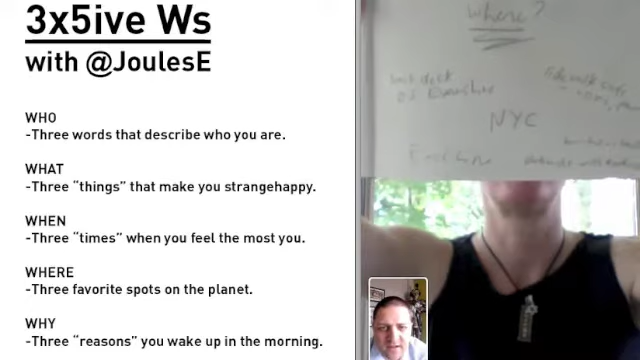 3x5ive Ws
with @JoulesE
WHO
-Three words that describe who you are.
WHAT
-Three “things” that make you strangehappy.
WHEN
-Three “times” when you feel the most you.
WHERE
-Three favorite spots on the planet.
WHY
-Three “reasons” you wake up in the morning.
where?
NYC